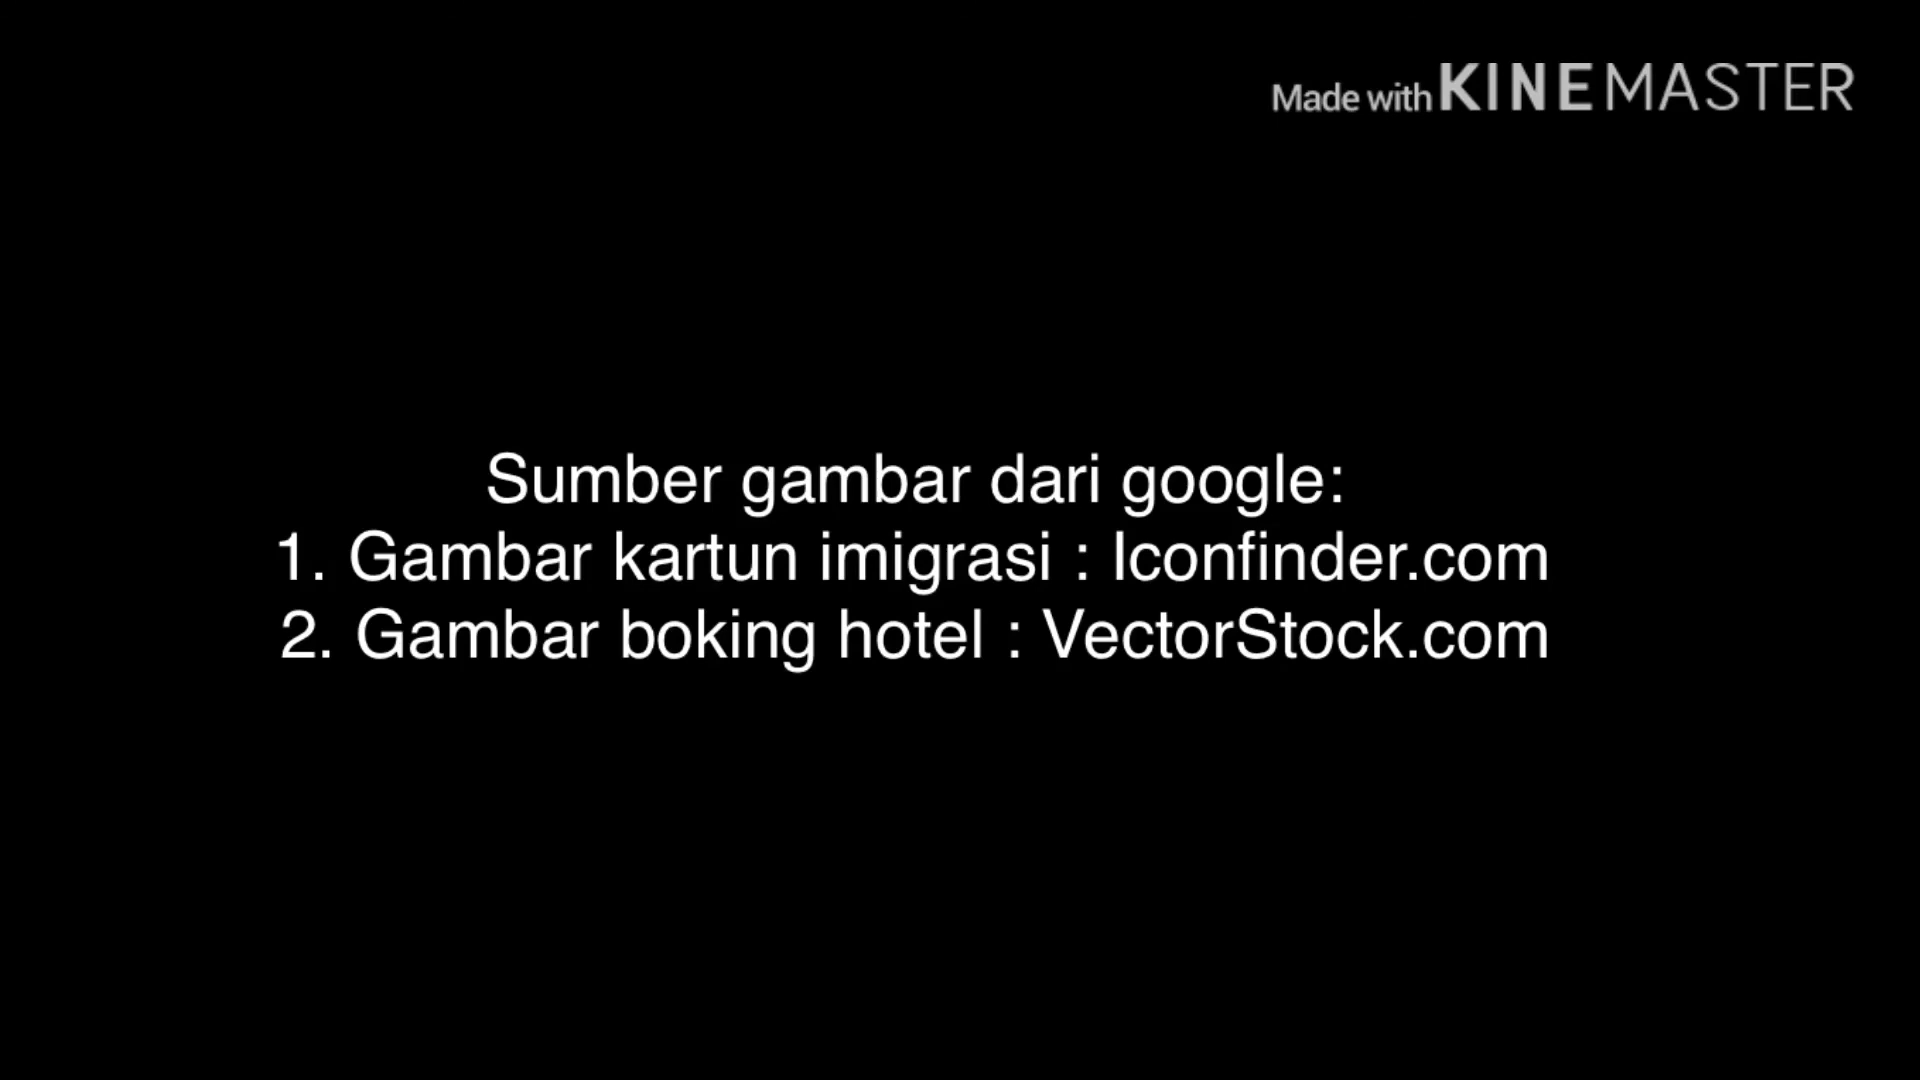 Made with KINEMASTER
Sumber gambar dari google:
1. Gambar kartun imigrasi : Iconfinder.com
2. Gambar boking hotel : VectorStock.com